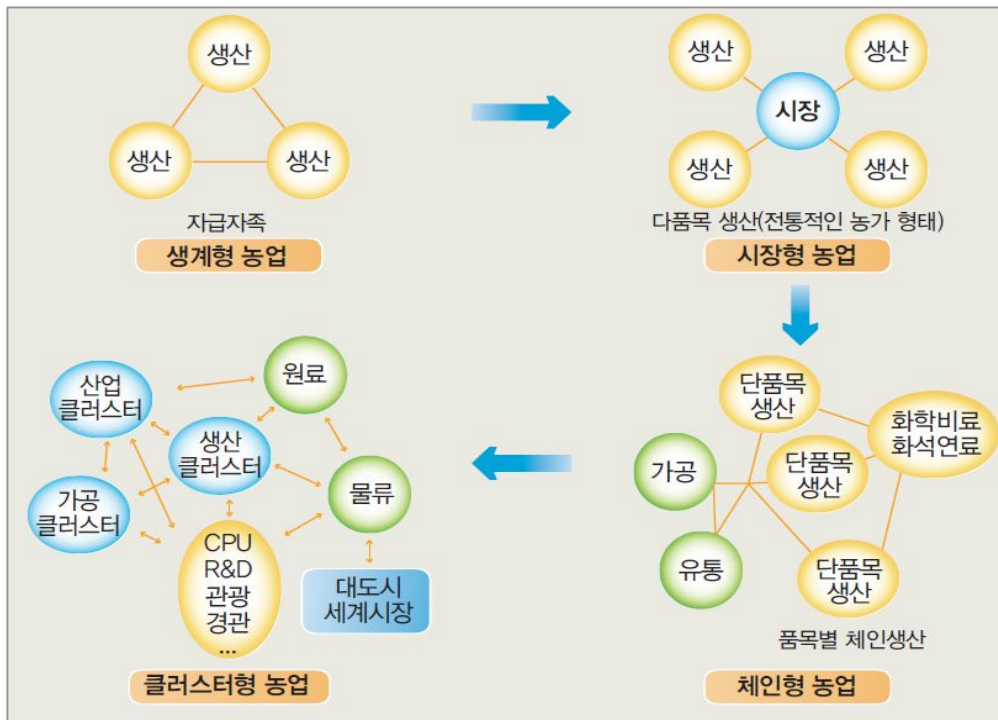 생산
생산
생산
자급자족
생계형 농업
생산
생산
시장
생산
생산
다품목 생산(전통적인 농가 형태)
시장형 농업
단품목
생산
화학비료
화석연료
가공
단품목
생산
유통
단품목
생산
품목별 체인생산
체인형 농업
산업
클러스터
원료
생산
클러스터
가공
클러스터
물류
CPU
R&D
관광
경관
...
대도시
세계시장
클러스터형 농업